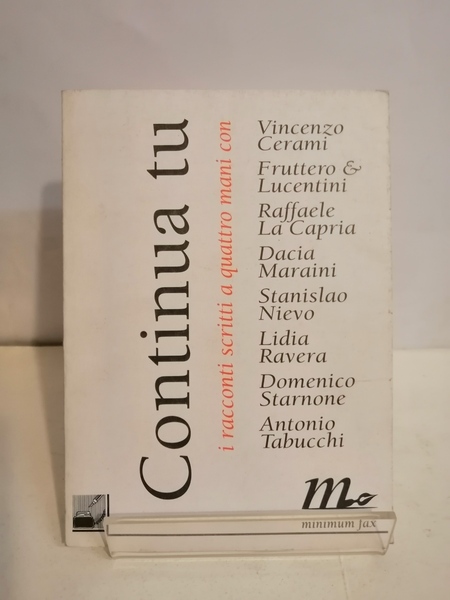 Continua tu
i racconti scritti a quattro mani con
Vincenzo
Cerami
Fruttero &
Lucentini
Raffaele
La Capria
Dacia
Maraini
Stanislao
Nievo
Lidia
Ravera
Domenico
Starnone
Antonio
Tabucchi
m
minimum fax